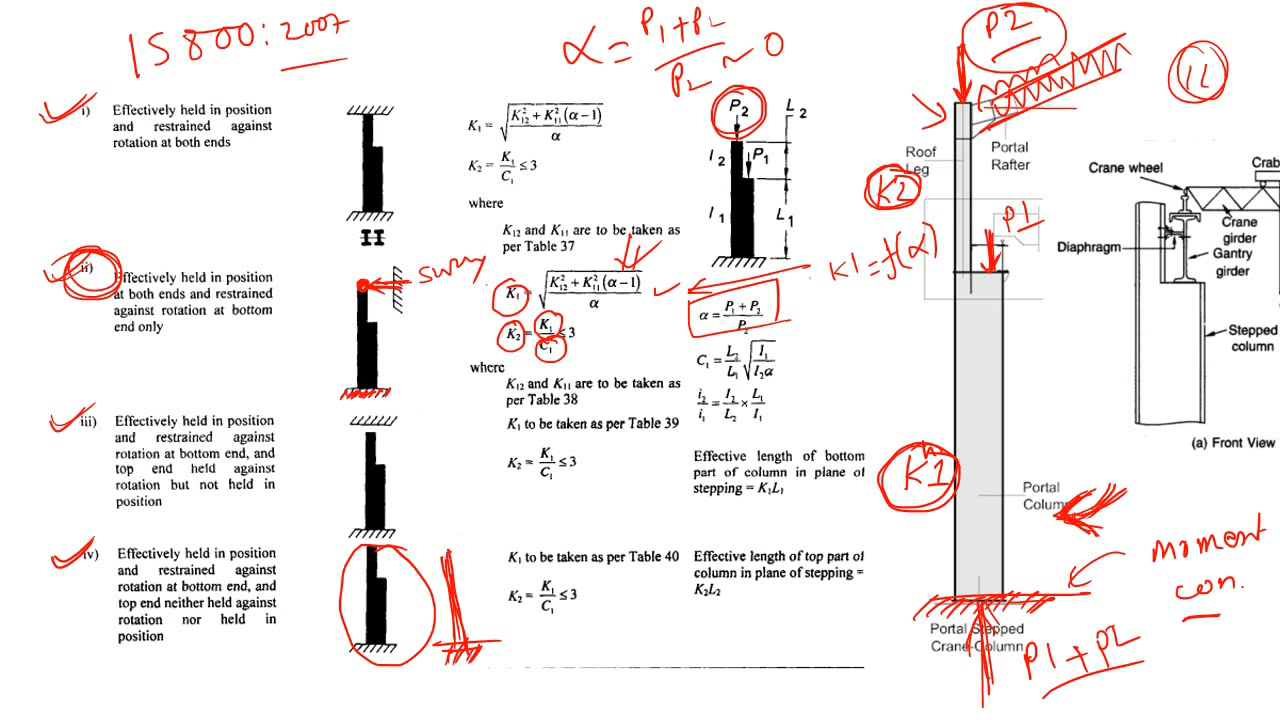 IS 800: 2007
α = P1+P2 / P2 ~ 0
P2
i) Effectively held in position
and restrained against
rotation at both ends
K₁ = √((K²₁₂ + K²₁₁ (α−1)) / α)
K₂ = K₁/C₁ ≤ 3
where
K₁₂ and K₁₁ are to be taken as
per Table 37
P₂
L₂
I₂
P₁
I₁
L₁
ii) Effectively held in position
at both ends and restrained
against rotation at bottom
end only
sway
K₁ = √((K²₁₂ + K²₁₁ (α−1)) / α)
K₂ = K₁/C₁ ≤ 3
where
K₁₂ and K₁₁ are to be taken as
per Table 38
K1 = f(α)
α = (P₁ + P₂) / P₂
C₁ = L₂/L₁ √(I₁ / I₂α)
i₂/i₁ = I₂/L₂ × L₁/I₁
iii) Effectively held in position
and restrained against
rotation at bottom end, and
top end held against
rotation but not held in
position
K₁ to be taken as per Table 39
K₂ = K₁/C₁ ≤ 3
Effective length of bottom
part of column in plane of
stepping = K₁L₁
iv) Effectively held in position
and restrained against
rotation at bottom end, and
top end neither held against
rotation nor held in
position
K₁ to be taken as per Table 40
K₂ = K₁/C₁ ≤ 3
Effective length of top part of
column in plane of stepping =
K₂L₂
Roof
Leg
Portal
Rafter
K2
P1
K1
Portal
Column
Moment
con.
Portal Stepped
Crane Column
P1 + P2
Crane wheel
Crab
Crane
girder
Diaphragm
Gantry
girder
Stepped
column
(a) Front View